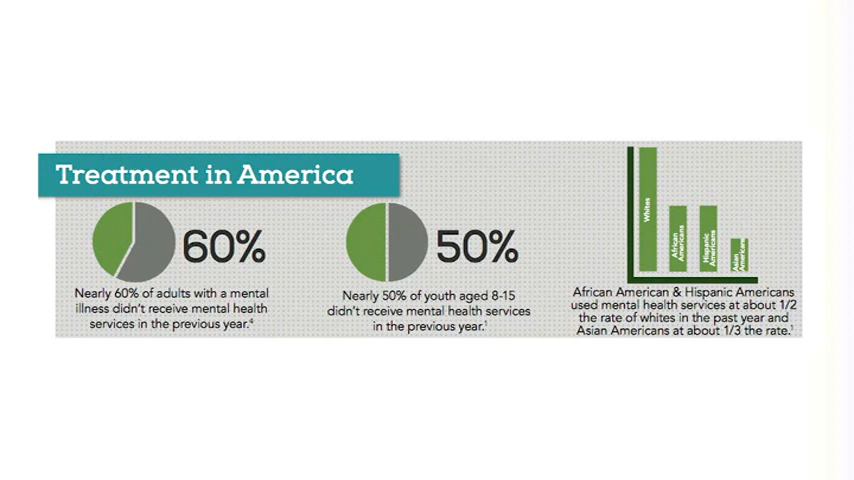 Treatment in America
60%
Nearly 60% of adults with a mental
illness didn't receive mental health
services in the previous year.4
50%
Nearly 50% of youth aged 8-15
didn't receive mental health services
in the previous year.1
Whites
African
Americans
Hispanic
Americans
Asian
Americans
African American & Hispanic Americans
used mental health services at about 1/2
the rate of whites in the past year and
Asian Americans at about 1/3 the rate.1